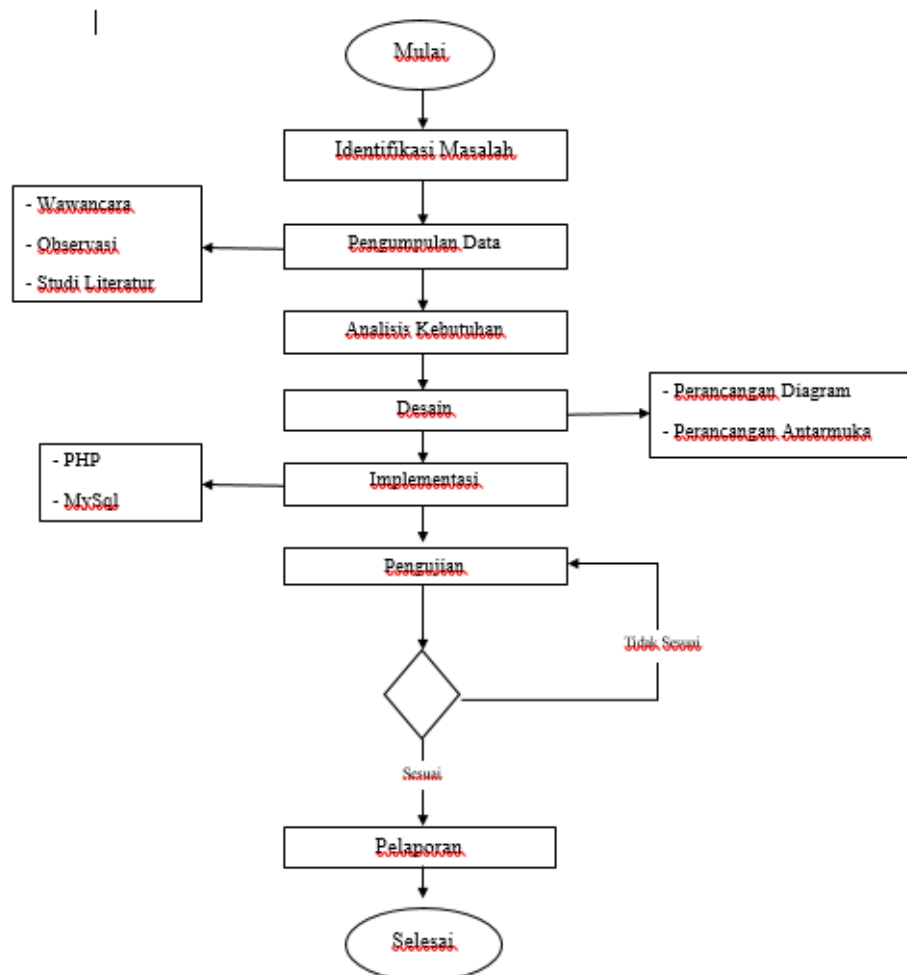 Mulai
Identifikasi Masalah
- Wawancara
- Observasi
- Studi Literatur
Pengumpulan Data
Analisis Kebutuhan
Desain
- Perancangan Diagram
- Perancangan Antarmuka
- PHP
- MySql
Implementasi
Pengujian
Tidak Sesuai
Sesuai
Pelaporan
Selesai